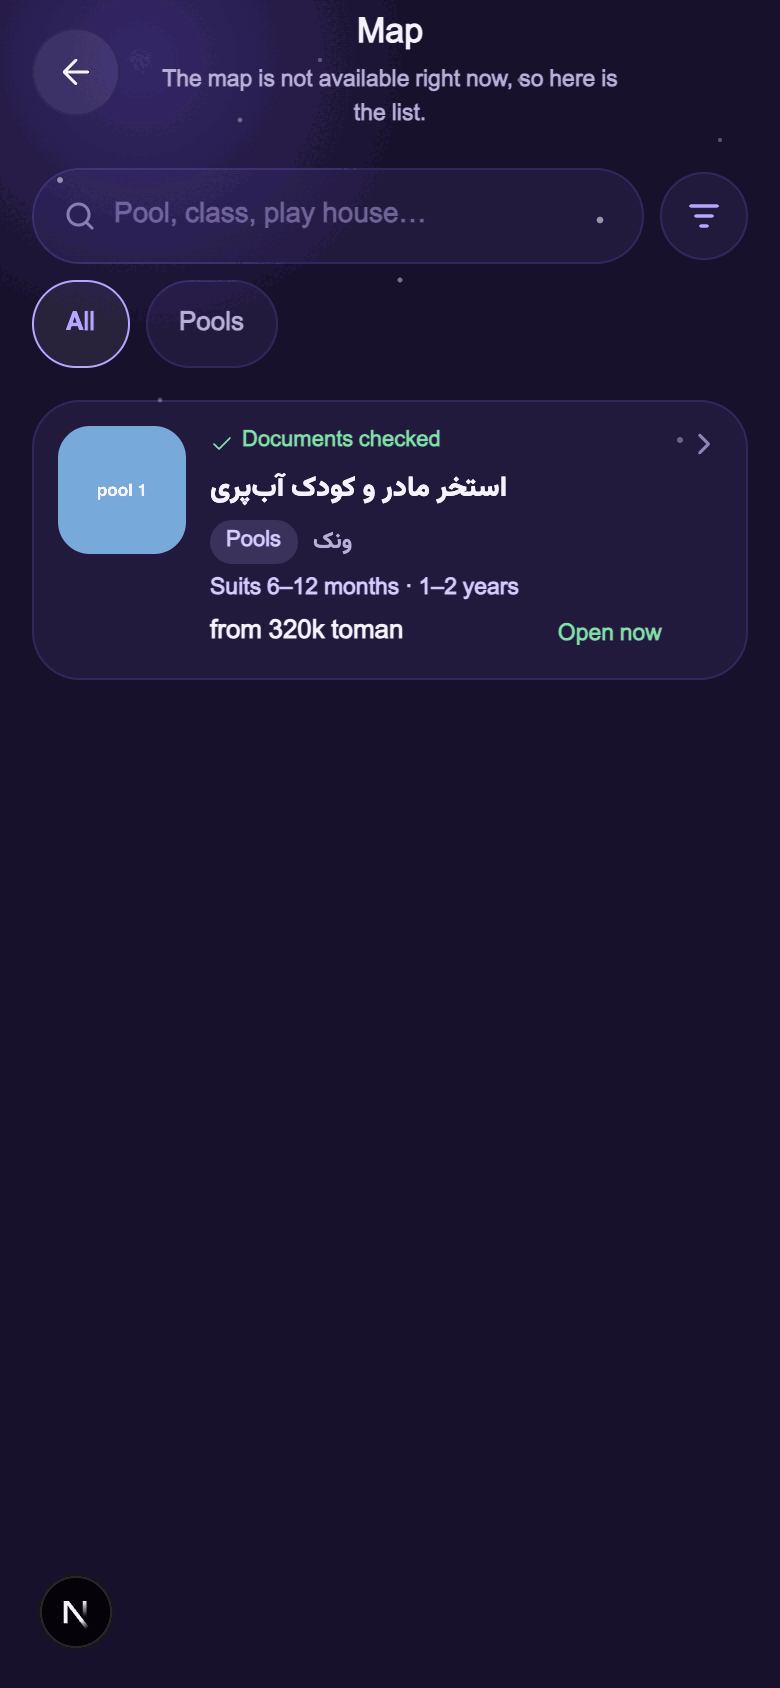 Map
The map is not available right now, so here is
the list.
Pool, class, play house…
All
Pools
Documents checked
pool 1
استخر مادر و کودک آب‌پری
Pools
ونک
Suits 6–12 months · 1–2 years
from 320k toman
Open now
N